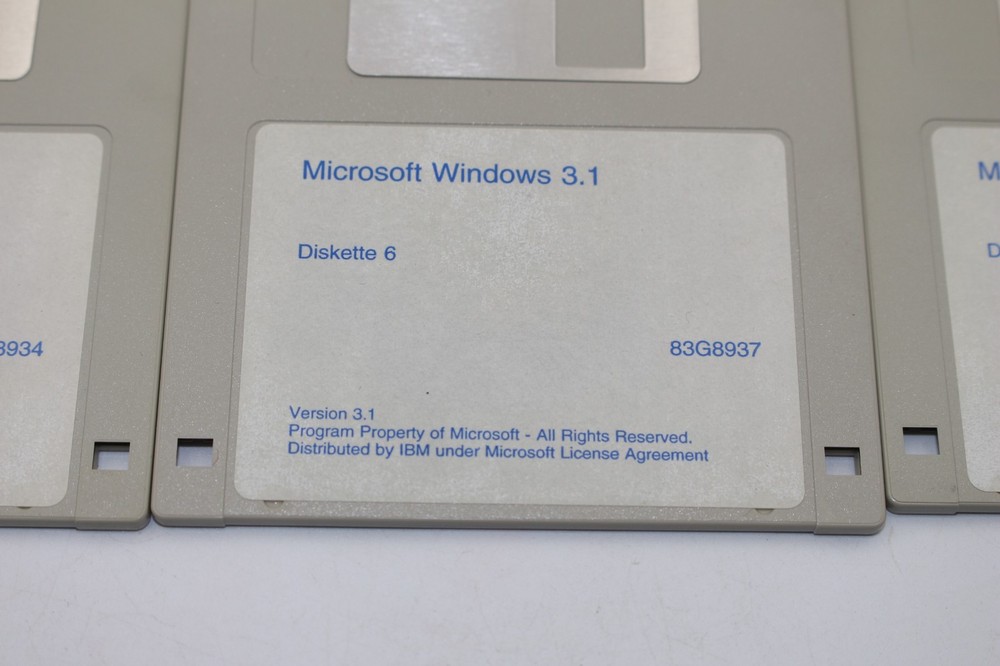 Microsoft Windows 3.1
Diskette 6
8934
83G8937
Version 3.1
Program Property of Microsoft - All Rights Reserved.
Distributed by IBM under Microsoft License Agreement
M
D